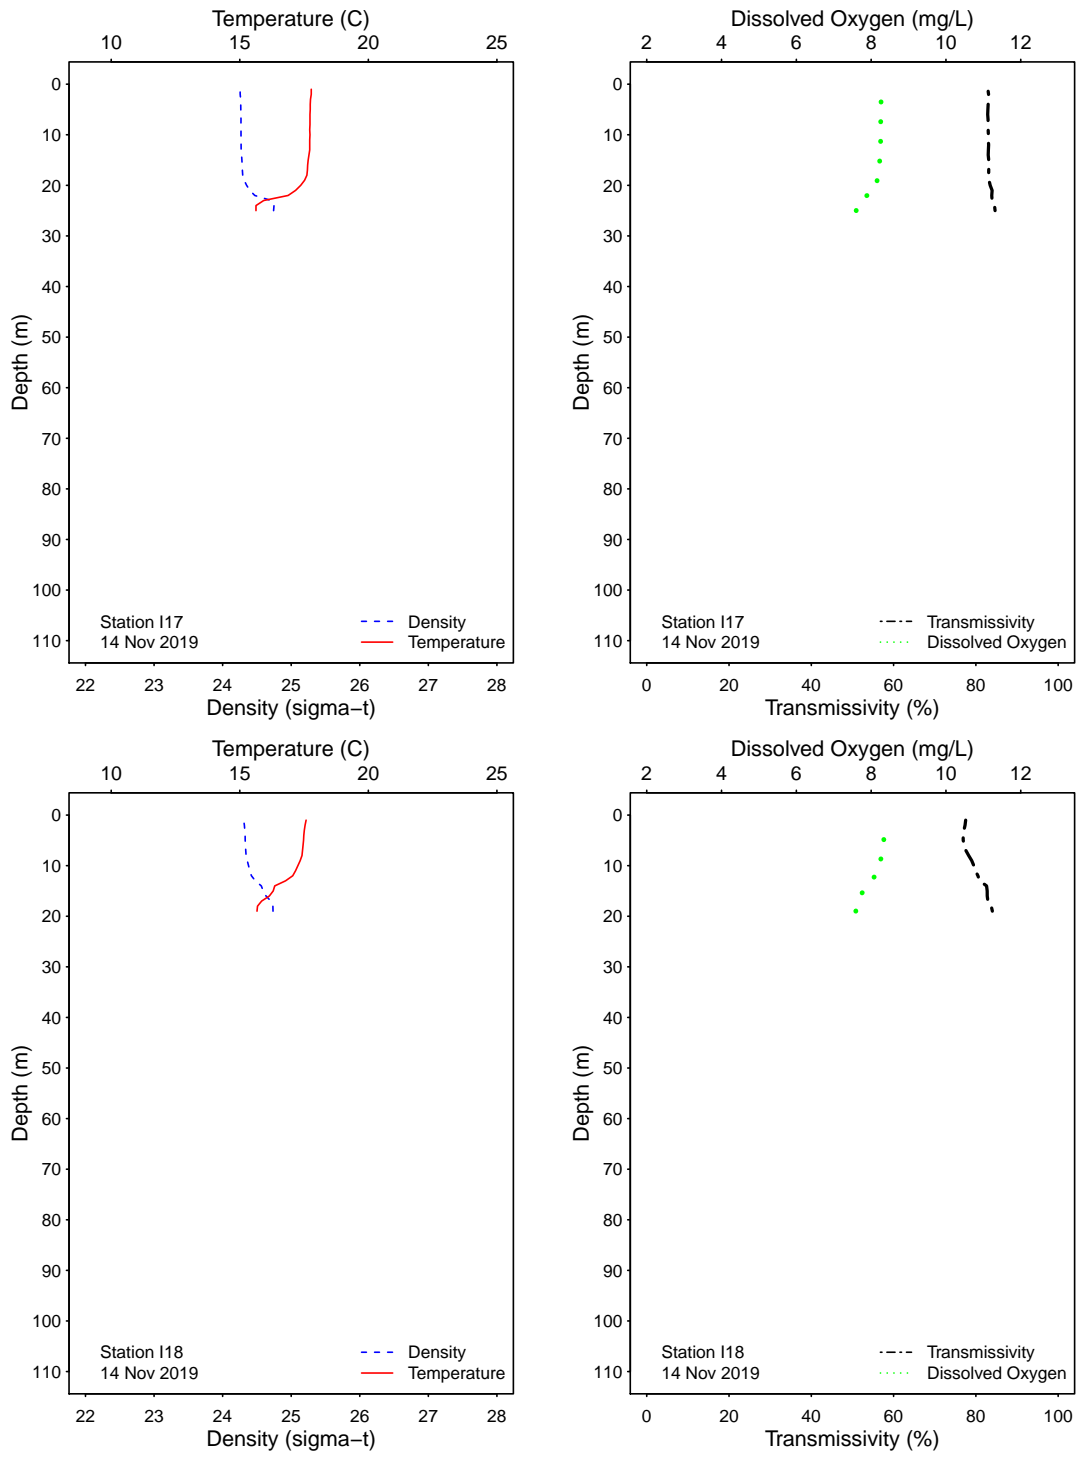 Temperature (C)
10 15 20 25
0
10
20
30
40
50
60
70
80
90
100
110
Depth (m)
Station I17
14 Nov 2019
Density
Temperature
22 23 24 25 26 27 28
Density (sigma−t)
Dissolved Oxygen (mg/L)
2 4 6 8 10 12
0
10
20
30
40
50
60
70
80
90
100
110
Depth (m)
Station I17
14 Nov 2019
Transmissivity
Dissolved Oxygen
0 20 40 60 80 100
Transmissivity (%)
Temperature (C)
10 15 20 25
0
10
20
30
40
50
60
70
80
90
100
110
Depth (m)
Station I18
14 Nov 2019
Density
Temperature
22 23 24 25 26 27 28
Density (sigma−t)
Dissolved Oxygen (mg/L)
2 4 6 8 10 12
0
10
20
30
40
50
60
70
80
90
100
110
Depth (m)
Station I18
14 Nov 2019
Transmissivity
Dissolved Oxygen
0 20 40 60 80 100
Transmissivity (%)